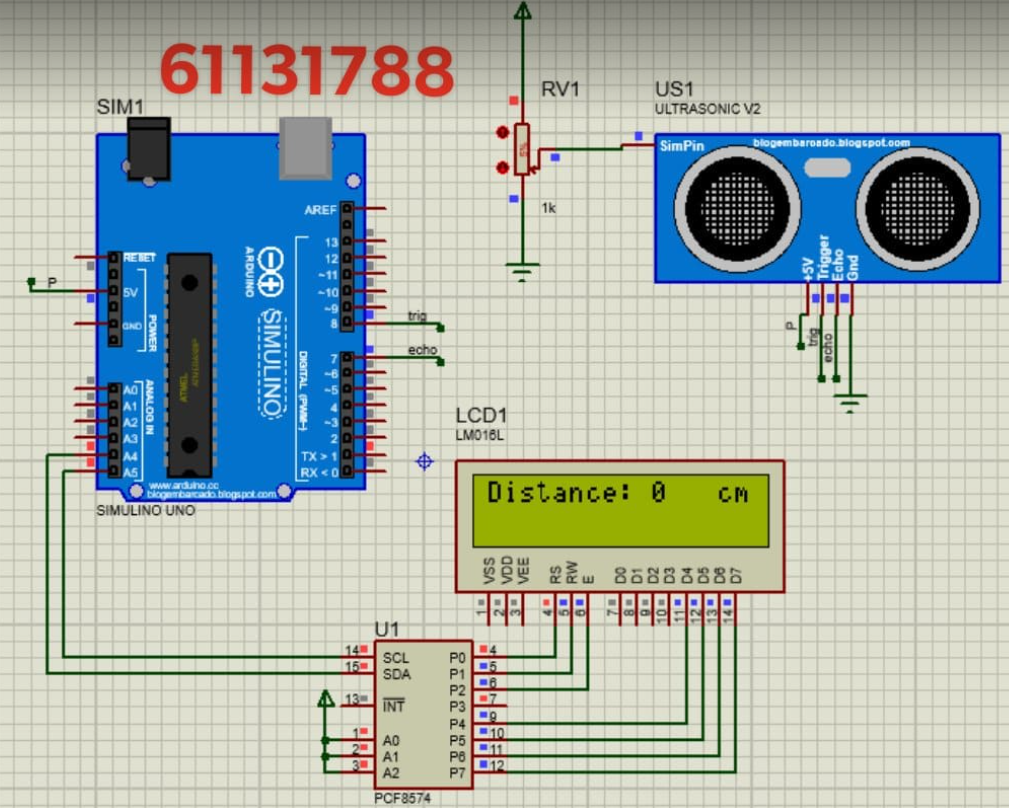 61131788
SIM1
RV1
5%
1k
US1
ULTRASONIC V2
SimPin
blogembarcado.blogspot.com
+5V
Trigger
Echo
Gnd
P
trig
echo
AREF
13
12
~11
~10
~9
8
7
~6
~5
4
~3
2
TX > 1
RX < 0
DIGITAL (PWM~)
ARDUINO
SIMULINO
RESET
5V
GND
POWER
P
ANALOG IN
A0
A1
A2
A3
A4
A5
ATMEL
trig
echo
www.arduino.cc
blogembarcado.blogspot.com
SIMULINO UNO
LCD1
LM016L
Distance: 0 cm
VSS
VDD
VEE
RS
RW
E
D0
D1
D2
D3
D4
D5
D6
D7
1
2
3
4
5
6
7
8
9
10
11
12
13
14
U1
14
15
13
1
2
3
SCL
SDA
INT
A0
A1
A2
P0
P1
P2
P3
P4
P5
P6
P7
4
5
6
7
9
10
11
12
PCF8574